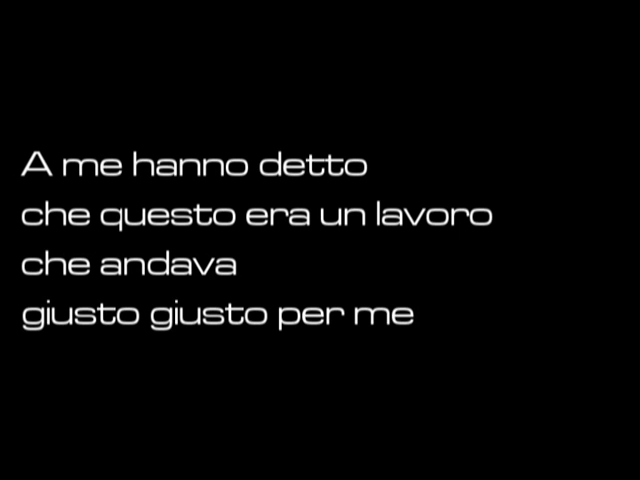 A me hanno detto
che questo era un lavoro
che andava
giusto giusto per me